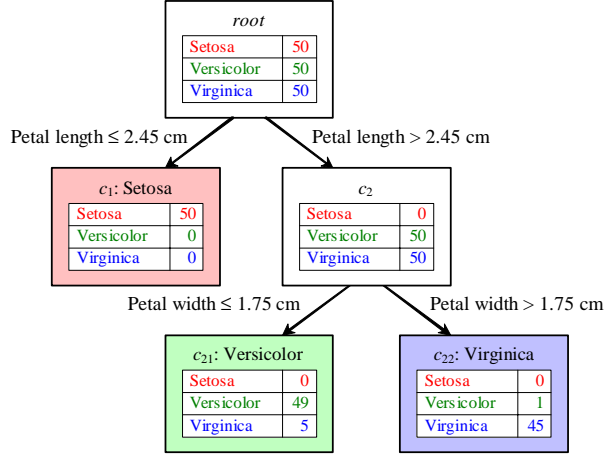 root
Setosa 50
Versicolor 50
Virginica 50
Petal length ≤ 2.45 cm Petal length > 2.45 cm
c1: Setosa
Setosa 50
Versicolor 0
Virginica 0
c2
Setosa 0
Versicolor 50
Virginica 50
Petal width ≤ 1.75 cm Petal width > 1.75 cm
c21: Versicolor
Setosa 0
Versicolor 49
Virginica 5
c22: Virginica
Setosa 0
Versicolor 1
Virginica 45